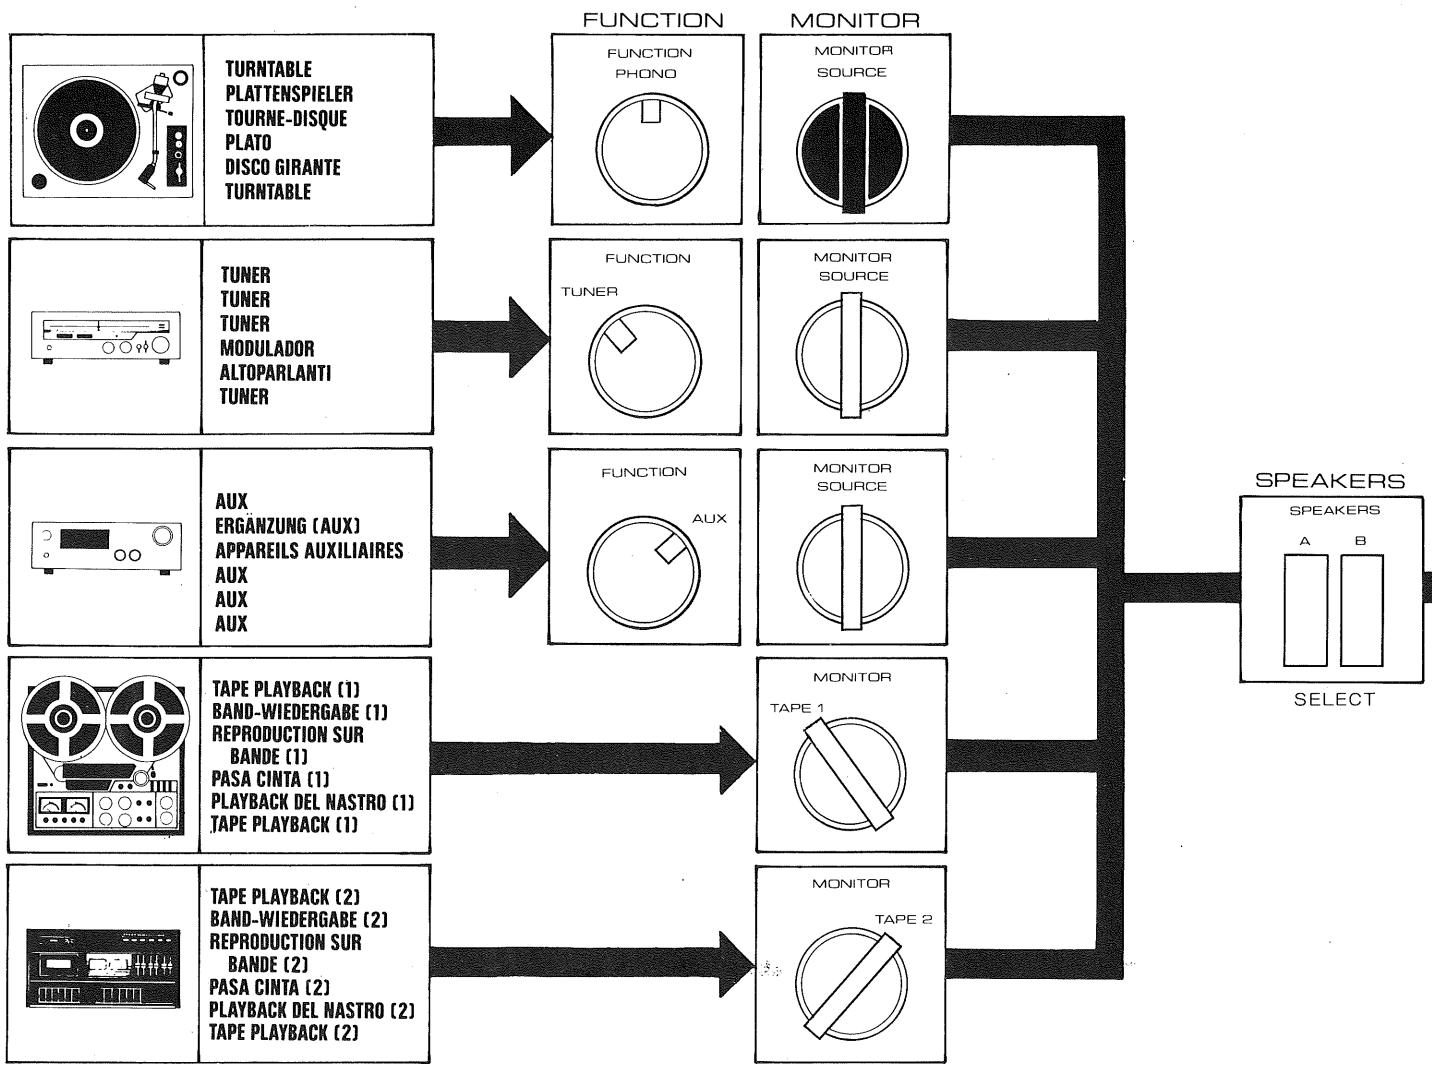 FUNCTION MONITOR
TURNTABLE
PLATTENSPIELER
TOURNE-DISQUE
PLATO
DISCO GIRANTE
TURNTABLE
FUNCTION
PHONO
MONITOR
SOURCE
TUNER
TUNER
TUNER
MODULADOR
ALTOPARLANTI
TUNER
FUNCTION
TUNER
MONITOR
SOURCE
AUX
ERGÄNZUNG (AUX)
APPAREILS AUXILIAIRES
AUX
AUX
AUX
FUNCTION
AUX
MONITOR
SOURCE
TAPE PLAYBACK (1)
BAND-WIEDERGABE (1)
REPRODUCTION SUR
BANDE (1)
PASA CINTA (1)
PLAYBACK DEL NASTRO (1)
TAPE PLAYBACK (1)
MONITOR
TAPE 1
TAPE PLAYBACK (2)
BAND-WIEDERGABE (2)
REPRODUCTION SUR
BANDE (2)
PASA CINTA (2)
PLAYBACK DEL NASTRO (2)
TAPE PLAYBACK (2)
MONITOR
TAPE 2
SPEAKERS
SPEAKERS
A B
SELECT